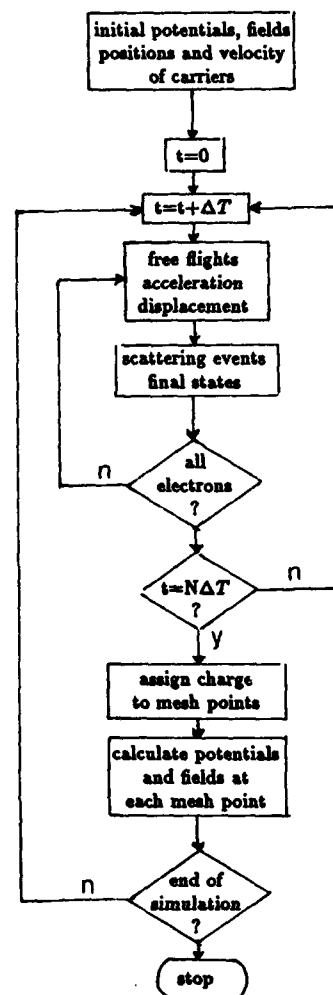 initial potentials, fields
positions and velocity
of carriers
t=0
t=t+ΔT
free flights
acceleration
displacement
scattering events
final states
n
all
electrons
?
t=NΔT
?
n
y
assign charge
to mesh points
calculate potentials
and fields at
each mesh point
n
end of
simulation
?
stop